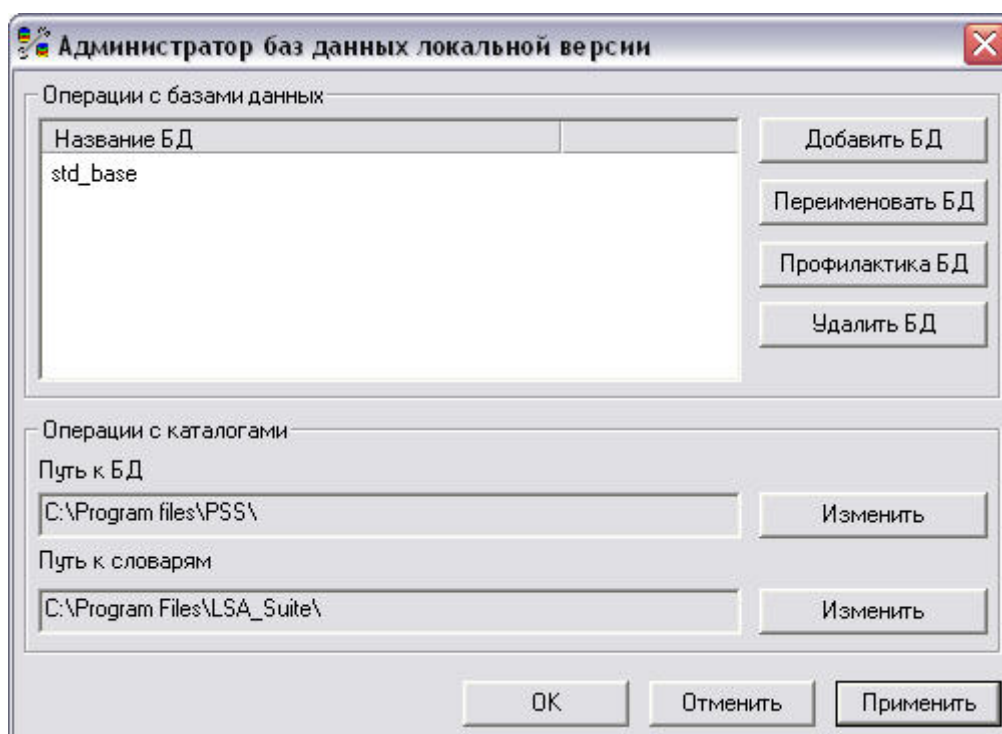 Администратор баз данных локальной версии
Операции с базами данных
Название БД
std_base
Добавить БД
Переименовать БД
Профилактика БД
Удалить БД
Операции с каталогами
Путь к БД
C:\Program files\PSS\
Изменить
Путь к словарям
C:\Program Files\LSA_Suite\
Изменить
OK
Отменить
Применить